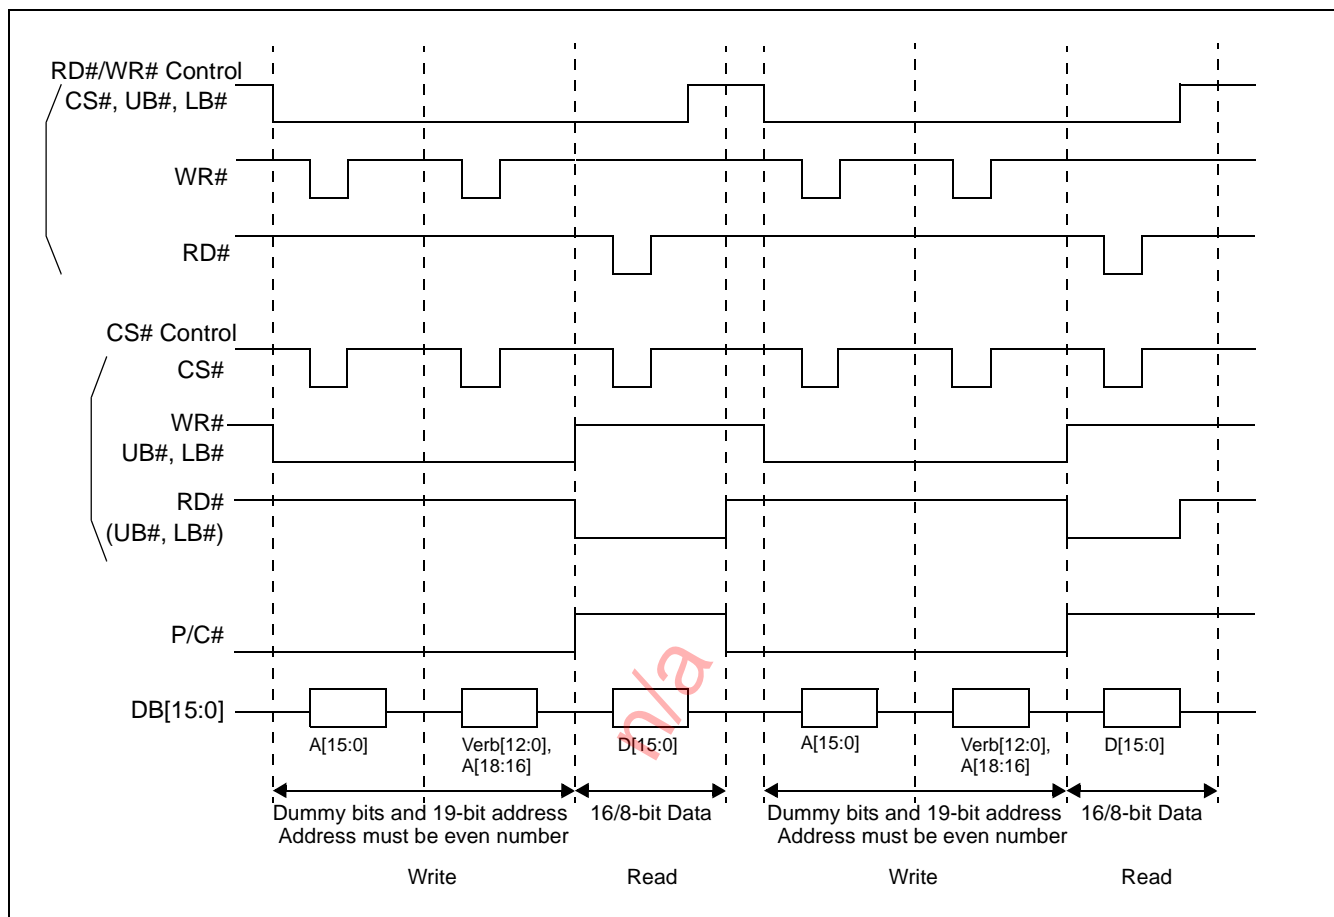 RD#/WR# Control
CS#, UB#, LB#
WR#
RD#
CS# Control
CS#
WR#
UB#, LB#
RD#
(UB#, LB#)
P/C#
n/a
DB[15:0]
A[15:0] Verb[12:0], D[15:0] A[15:0] Verb[12:0], D[15:0]
A[18:16] A[18:16]
Dummy bits and 19-bit address 16/8-bit Data Dummy bits and 19-bit address 16/8-bit Data
Address must be even number Address must be even number
Write Read Write Read